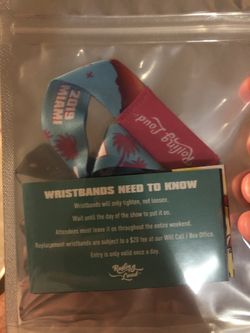 2019
MIAMI
Rolling
Loud
WRISTBANDS NEED TO KNOW
Wristbands will only tighten, not loosen.
Wait until the day of the show to put it on.
Attendees must leave it on throughout the entire weekend.
Replacement wristbands are subject to a $20 fee at our Will Call / Box Office.
Entry is only valid once a day.
Rolling
Loud